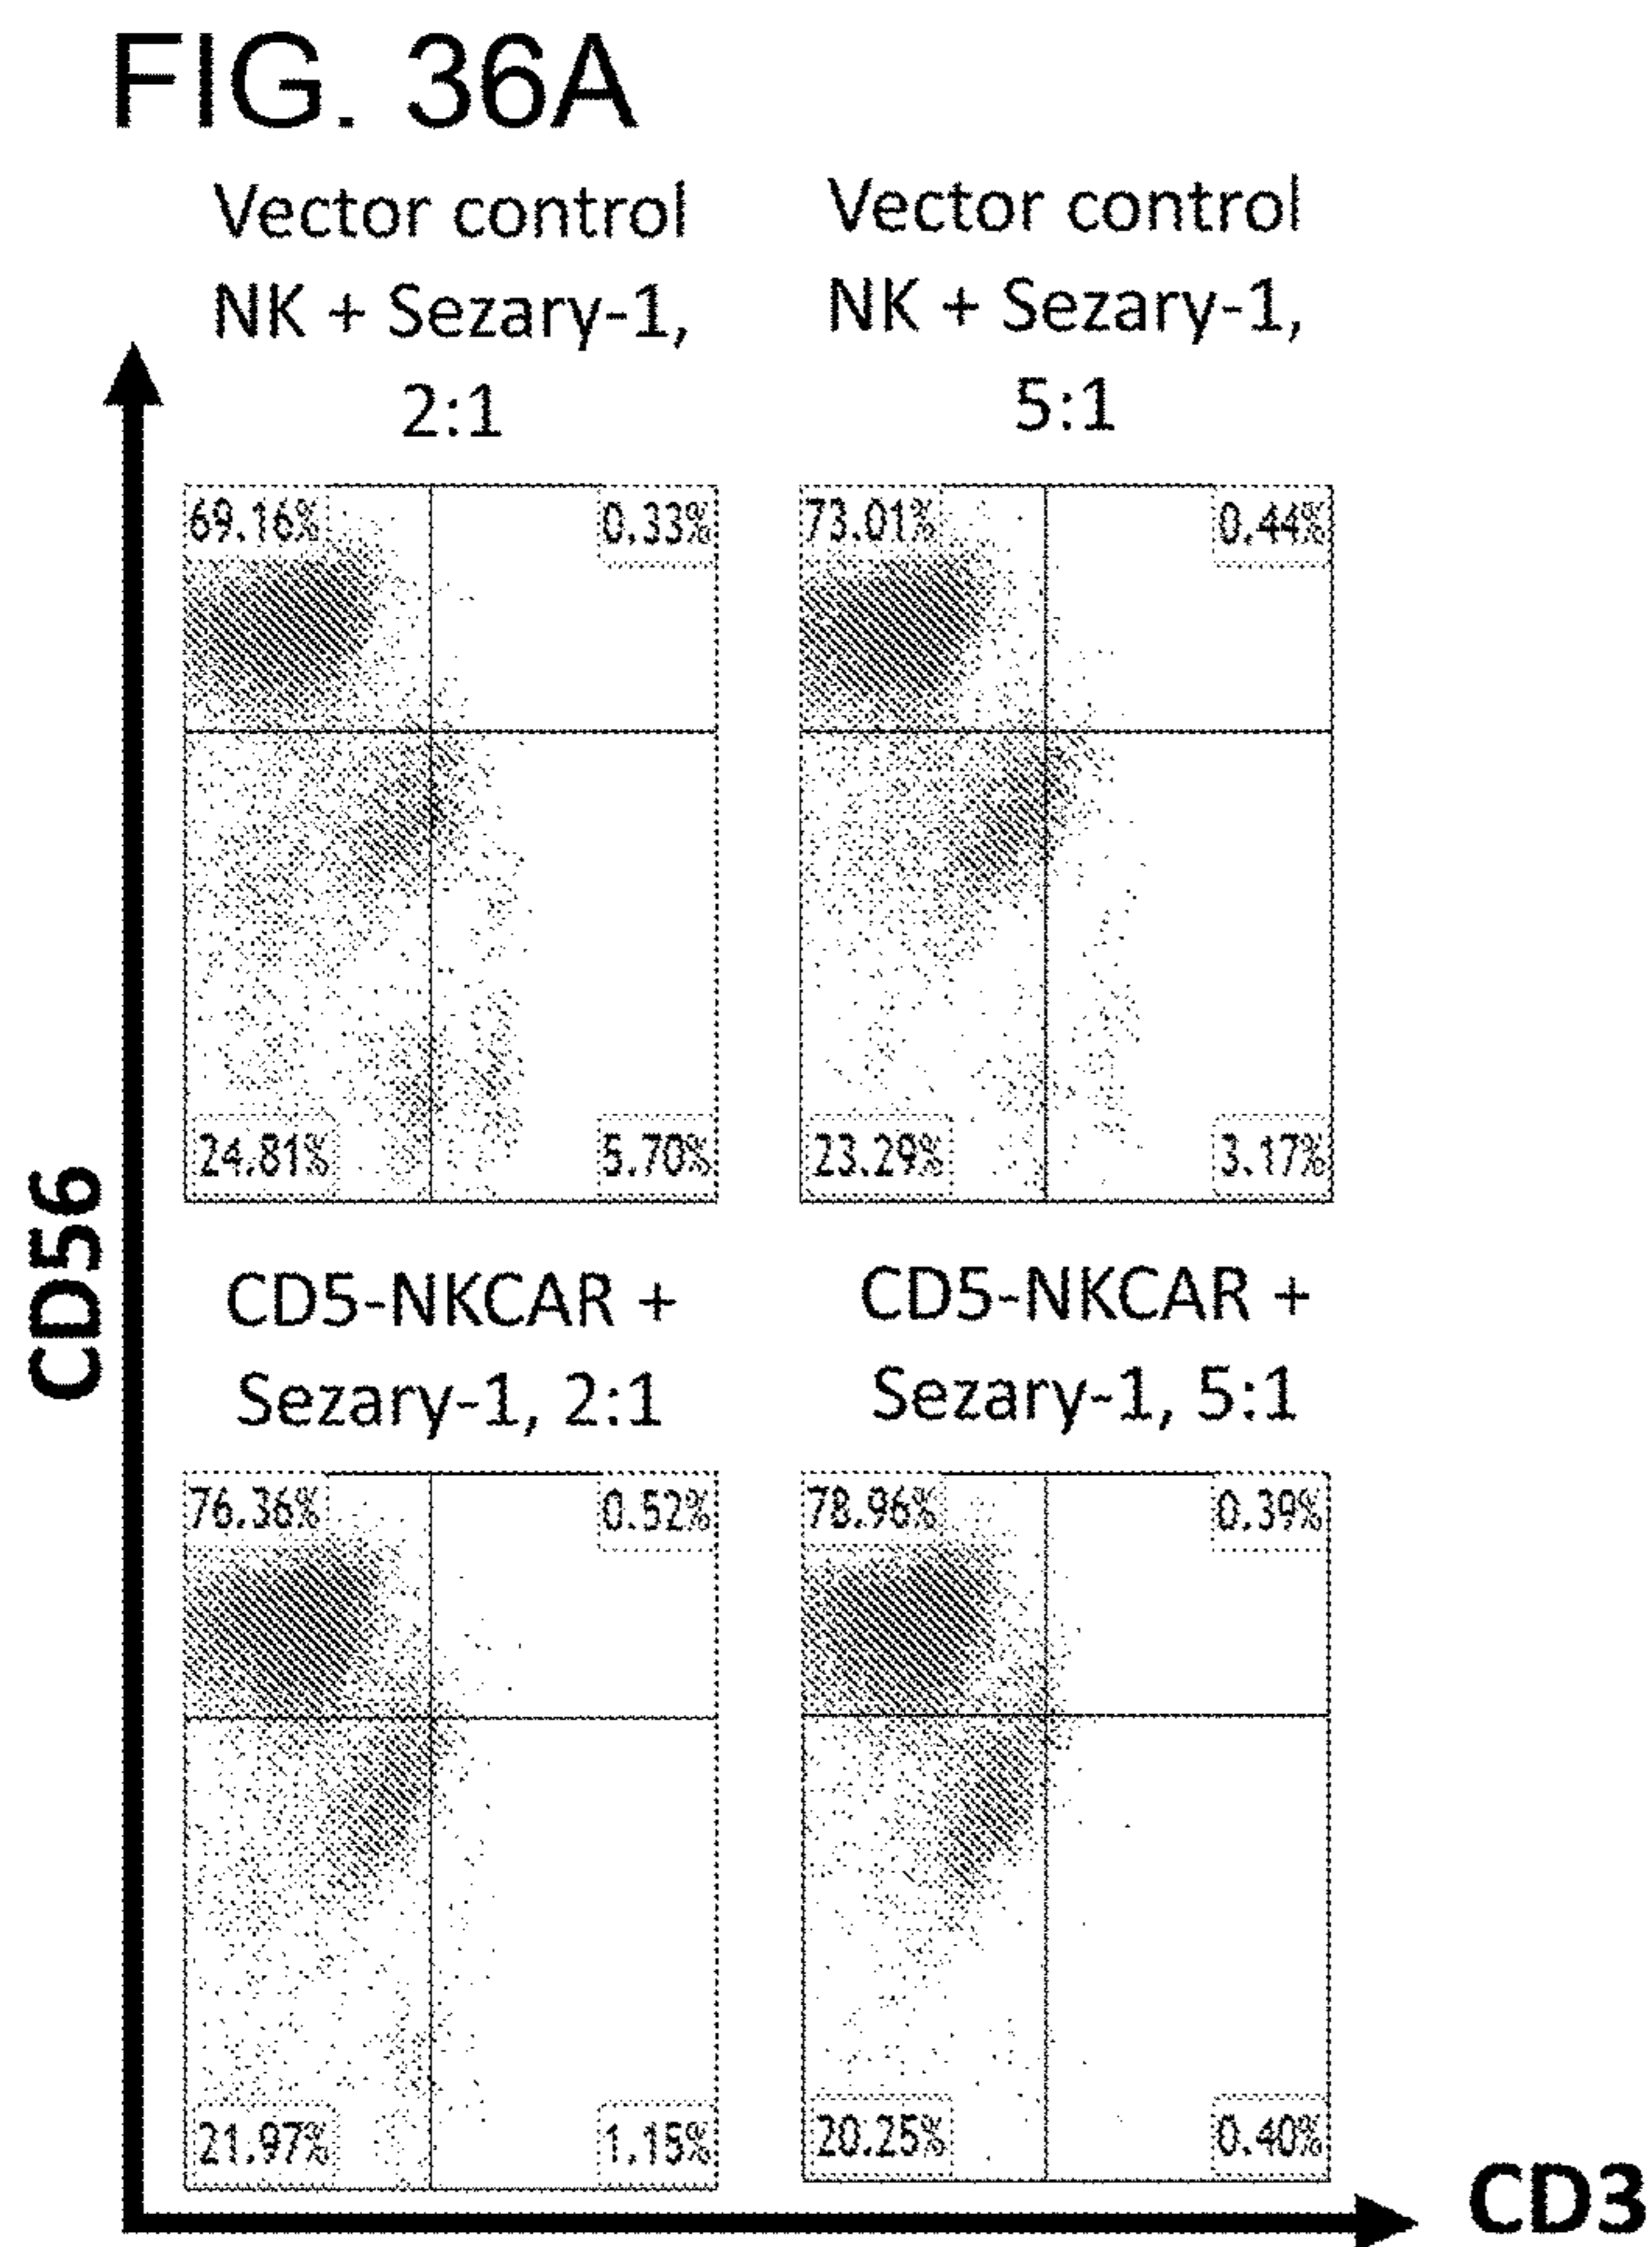 FIG. 36A
Vector control
NK + Sezary-1,
2:1
Vector control
NK + Sezary-1,
5:1
69.16%
0.33%
24.81%
5.70%
73.01%
0.44%
23.29%
3.17%
CD56
CD5-NKCAR +
Sezary-1, 2:1
CD5-NKCAR +
Sezary-1, 5:1
76.36%
0.52%
21.97%
1.15%
78.96%
0.39%
20.25%
0.40%
CD3